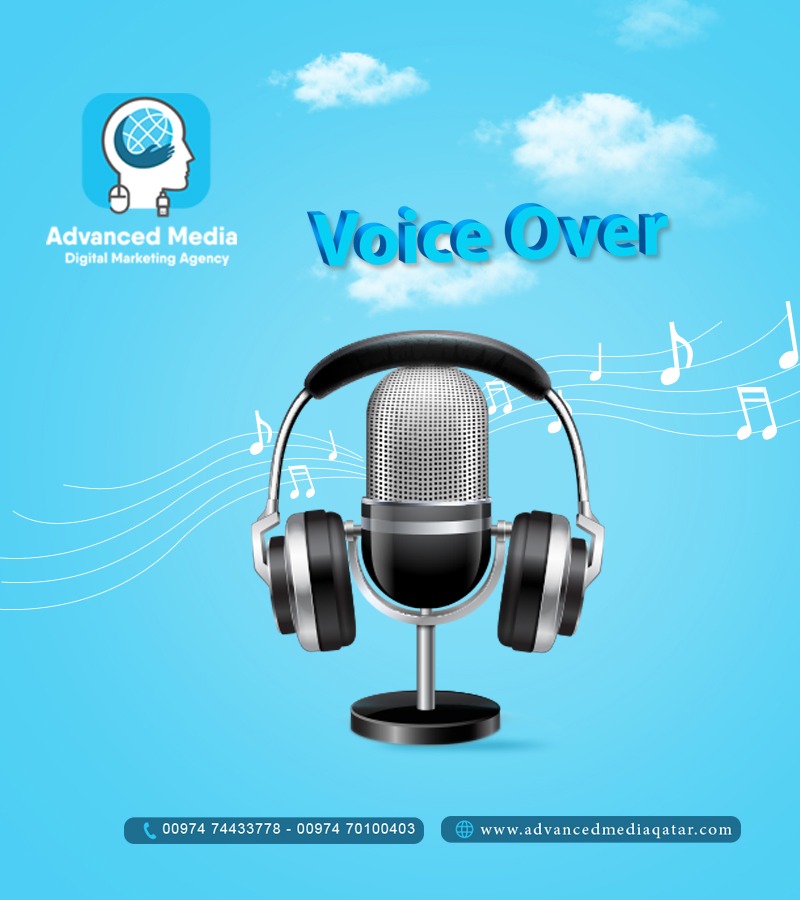 Advanced Media
Digital Marketing Agency
Voice Over
00974 74433778 - 00974 70100403
www.advancedmediaqatar.com